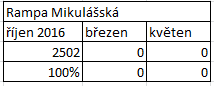 Rampa Mikulášská
říjen 2016 březen květen
2502 0 0
100% 0 0